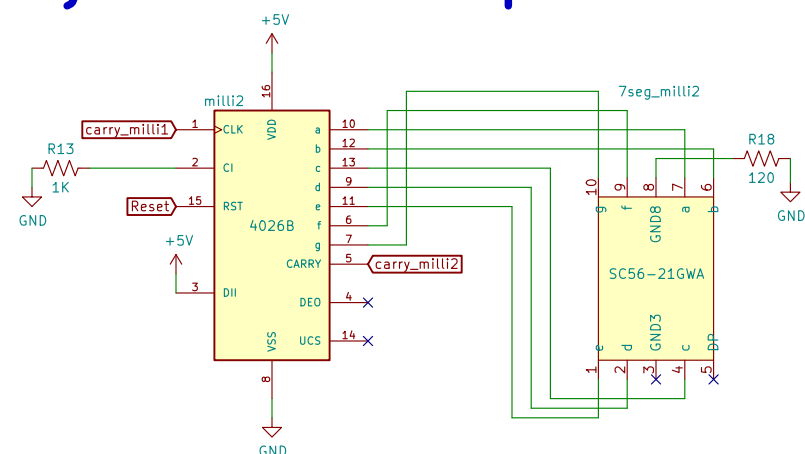 +5V
7seg_milli2
milli2
16
VDD
carry_milli1
1
CLK
a
10
b
12
R13
1K
GND
2
CI
c
13
d
9
Reset
15
RST
e
11
4026B
f
6
g
7
+5V
CARRY
5
carry_milli2
3
DII
DEO
4
UCS
14
VSS
8
GND
R18
120
GND
10
9
8
7
6
g
f
GND8
a
b
SC56-21GWA
e
d
GND3
c
DP
1
2
3
4
5